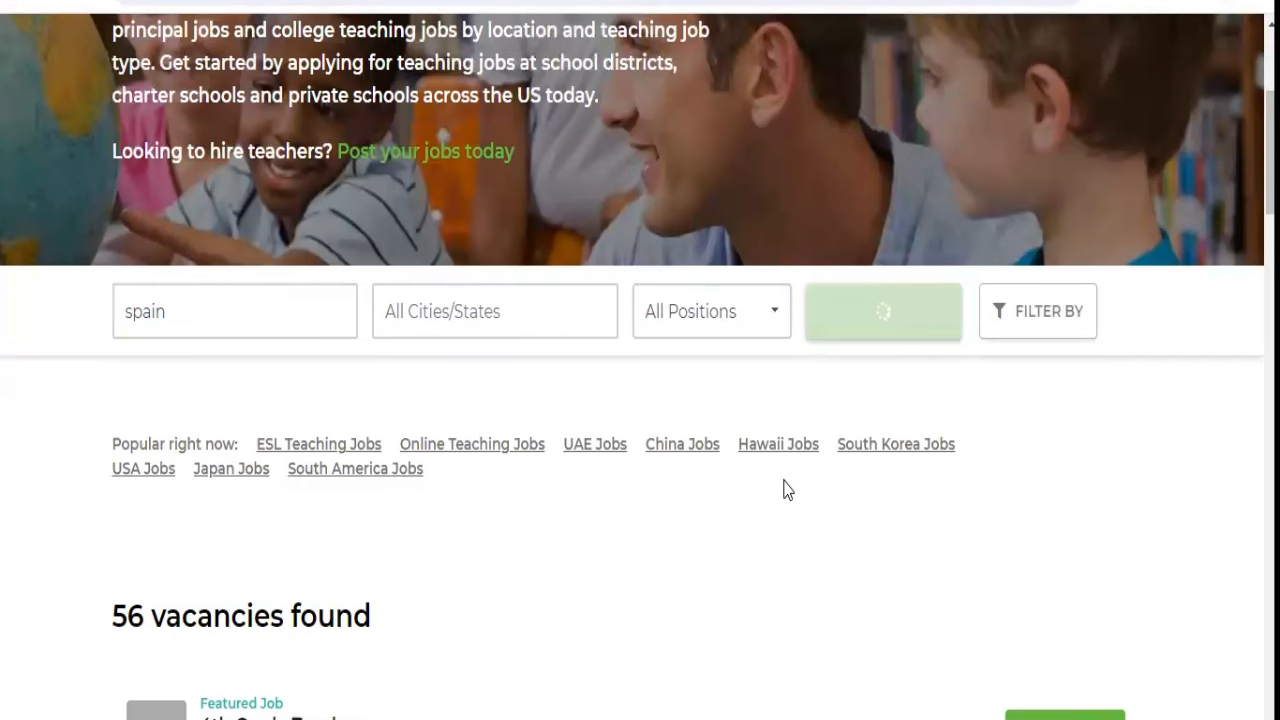 principal jobs and college teaching jobs by location and teaching job
type. Get started by applying for teaching jobs at school districts,
charter schools and private schools across the US today.
Looking to hire teachers? Post your jobs today
spain All Cities/States All Positions FILTER BY
Popular right now: ESL Teaching Jobs Online Teaching Jobs UAE Jobs China Jobs Hawaii Jobs South Korea Jobs
USA Jobs Japan Jobs South America Jobs
56 vacancies found
Featured Job